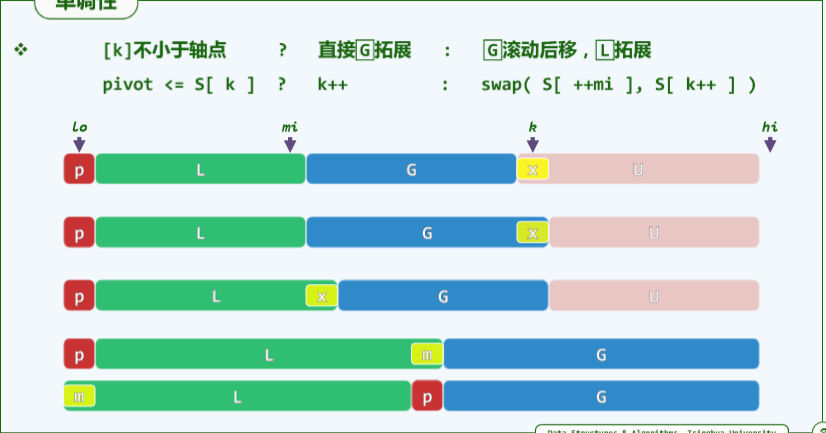 单调性
❖ [k]不小于轴点 ? 直接G拓展 : G滚动后移,L拓展
pivot <= S[ k ] ? k++ : swap( S[ ++mi ], S[ k++ ] )
lo mi k hi
p L G x U
p L G x U
p L x G U
p L m G
m L p G
Data Structures & Algorithms, Tsinghua University